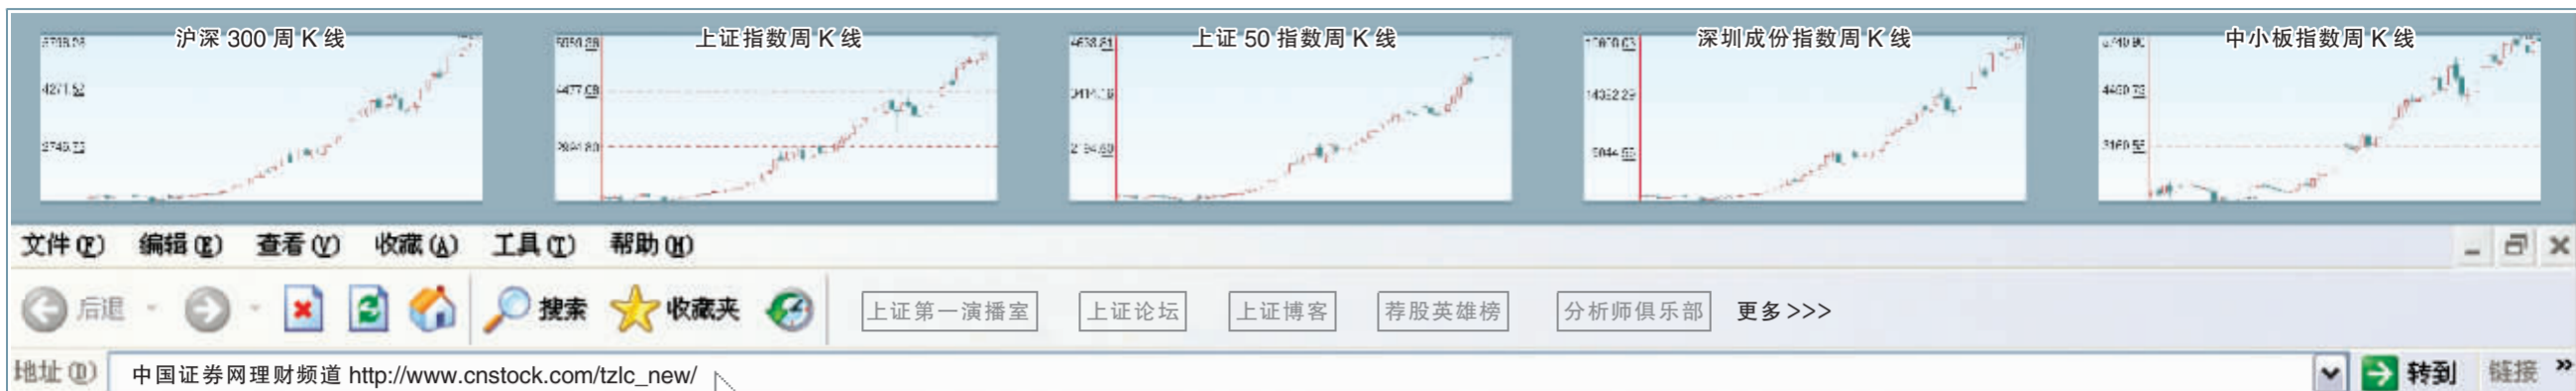 沪深 300 周 K 线
4271.52
上证指数周 K 线
上证 50 指数周 K 线
深圳成份指数周 K 线
中小板指数周 K 线
文件(F) 编辑(E) 查看(V) 收藏(A) 工具(T) 帮助(H)
后退 搜索 收藏夹 上证第一演播室 上证论坛 上证博客 荐股英雄榜 分析师俱乐部 更多 >>>
地址(D) 中国证券网理财频道 http://www.cnstock.com/tzlc_new/ 转到 链接 »